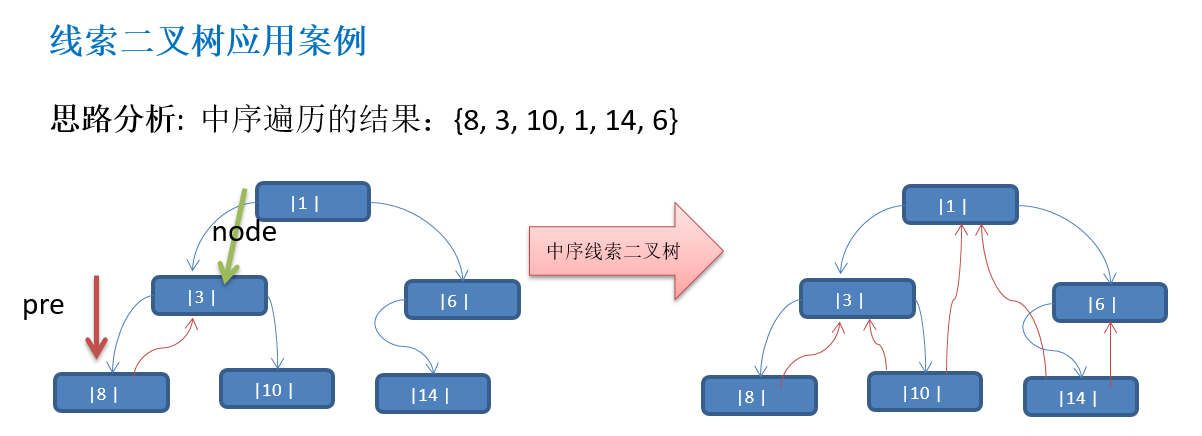 线索二叉树应用案例
思路分析: 中序遍历的结果：{8, 3, 10, 1, 14, 6}
|1 |
node
|3 |
|6 |
pre
|8 |
|10 |
|14 |
中序线索二叉树
|1 |
|3 |
|6 |
|8 |
|10 |
|14 |